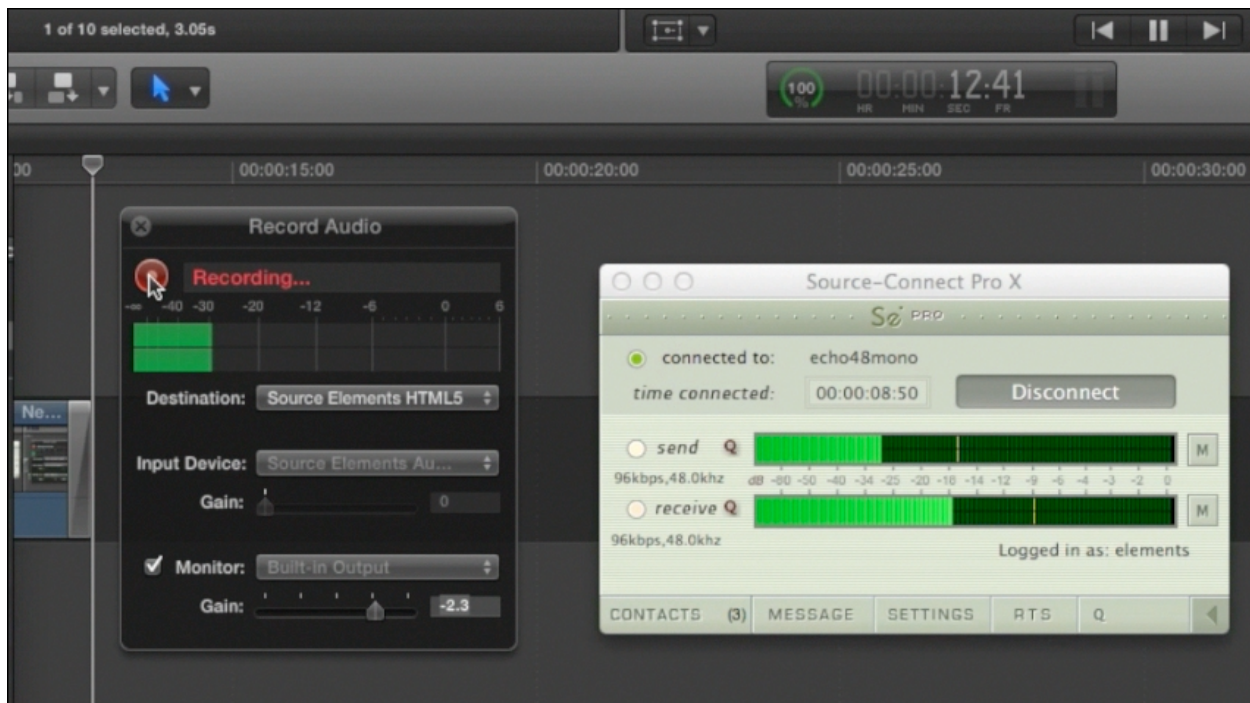 1 of 10 selected, 3.05s
100
%
00:00:12:41
HR MIN SEC FR
00 00:00:15:00 00:00:20:00 00:00:25:00 00:00:30:00
Record Audio
Recording...
-∞ -40 -30 -20 -12 -6 0 6
Destination: Source Elements HTML5
Ne...
Input Device: Source Elements Au...
Gain: 0
Monitor: Built-in Output
Gain: -2.3
Source-Connect Pro X
Se PRO
connected to: echo48mono
time connected: 00:00:08:50 Disconnect
send Q M
96kbps,48.0khz dB -80 -50 -40 -34 -25 -20 -16 -14 -12 -9 -6 -4 -3 -2 0
receive Q M
96kbps,48.0khz
Logged in as: elements
CONTACTS (3) MESSAGE SETTINGS RTS Q